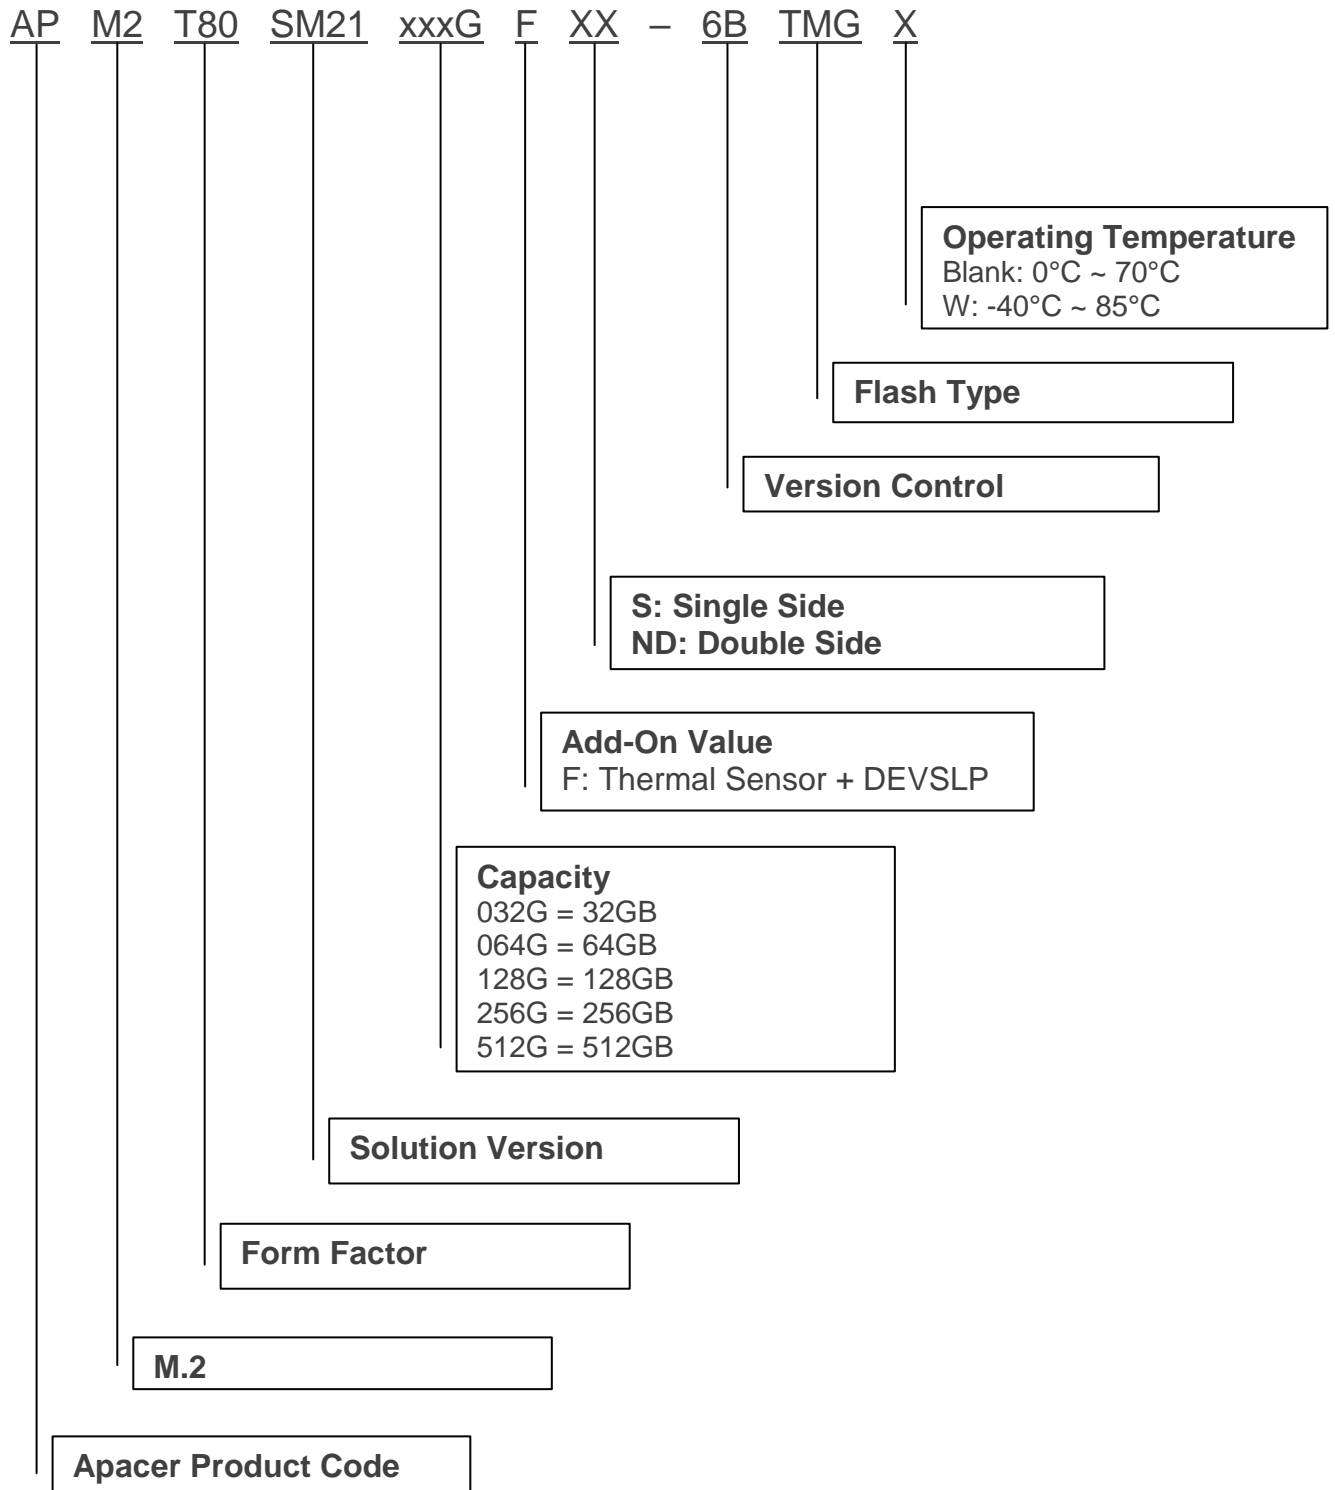 AP M2 T80 SM21 xxxG F XX – 6B TMG X
Operating Temperature
Blank: 0°C ~ 70°C
W: -40°C ~ 85°C
Flash Type
Version Control
S: Single Side
ND: Double Side
Add-On Value
F: Thermal Sensor + DEVSLP
Capacity
032G = 32GB
064G = 64GB
128G = 128GB
256G = 256GB
512G = 512GB
Solution Version
Form Factor
M.2
Apacer Product Code